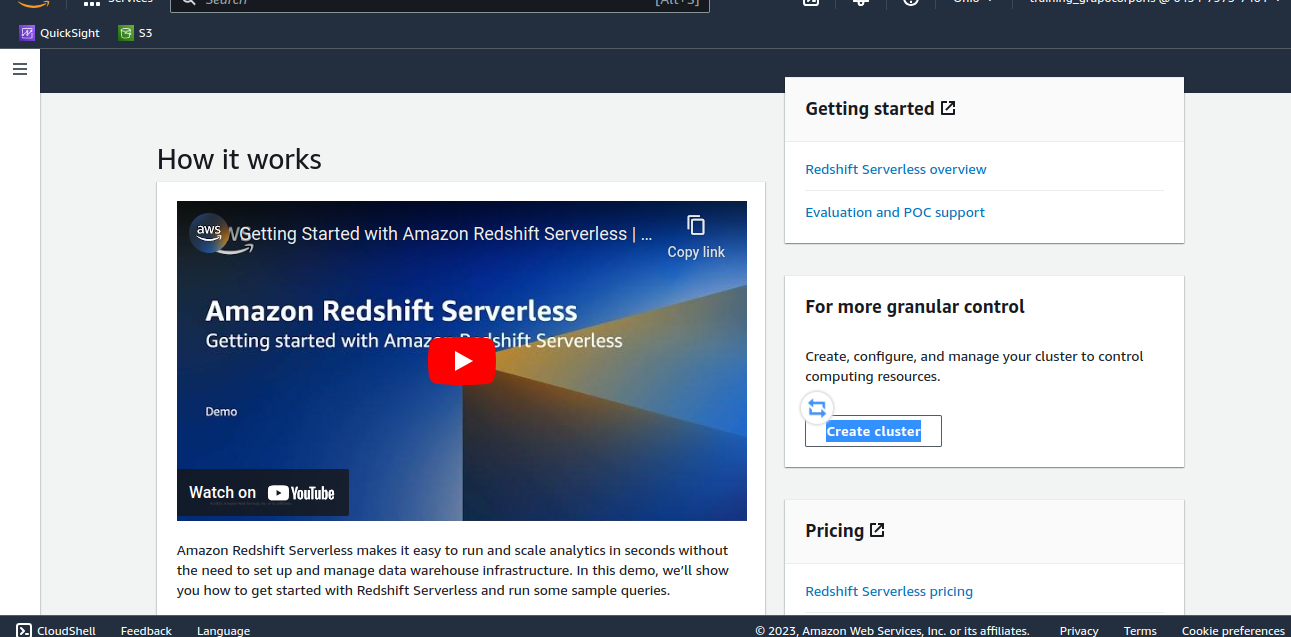 Services
Search
[Alt+S]
Ohio
QuickSight
S3
How it works
aws
Getting Started with Amazon Redshift Serverless | ...
Copy link
Amazon Redshift Serverless
Getting started with Amazon Redshift Serverless
Demo
Watch on YouTube
Amazon Redshift Serverless makes it easy to run and scale analytics in seconds without
the need to set up and manage data warehouse infrastructure. In this demo, we’ll show
you how to get started with Redshift Serverless and run some sample queries.
Getting started
Redshift Serverless overview
Evaluation and POC support
For more granular control
Create, configure, and manage your cluster to control
computing resources.
Create cluster
Pricing
Redshift Serverless pricing
CloudShell
Feedback
Language
© 2023, Amazon Web Services, Inc. or its affiliates.
Privacy
Terms
Cookie preferences